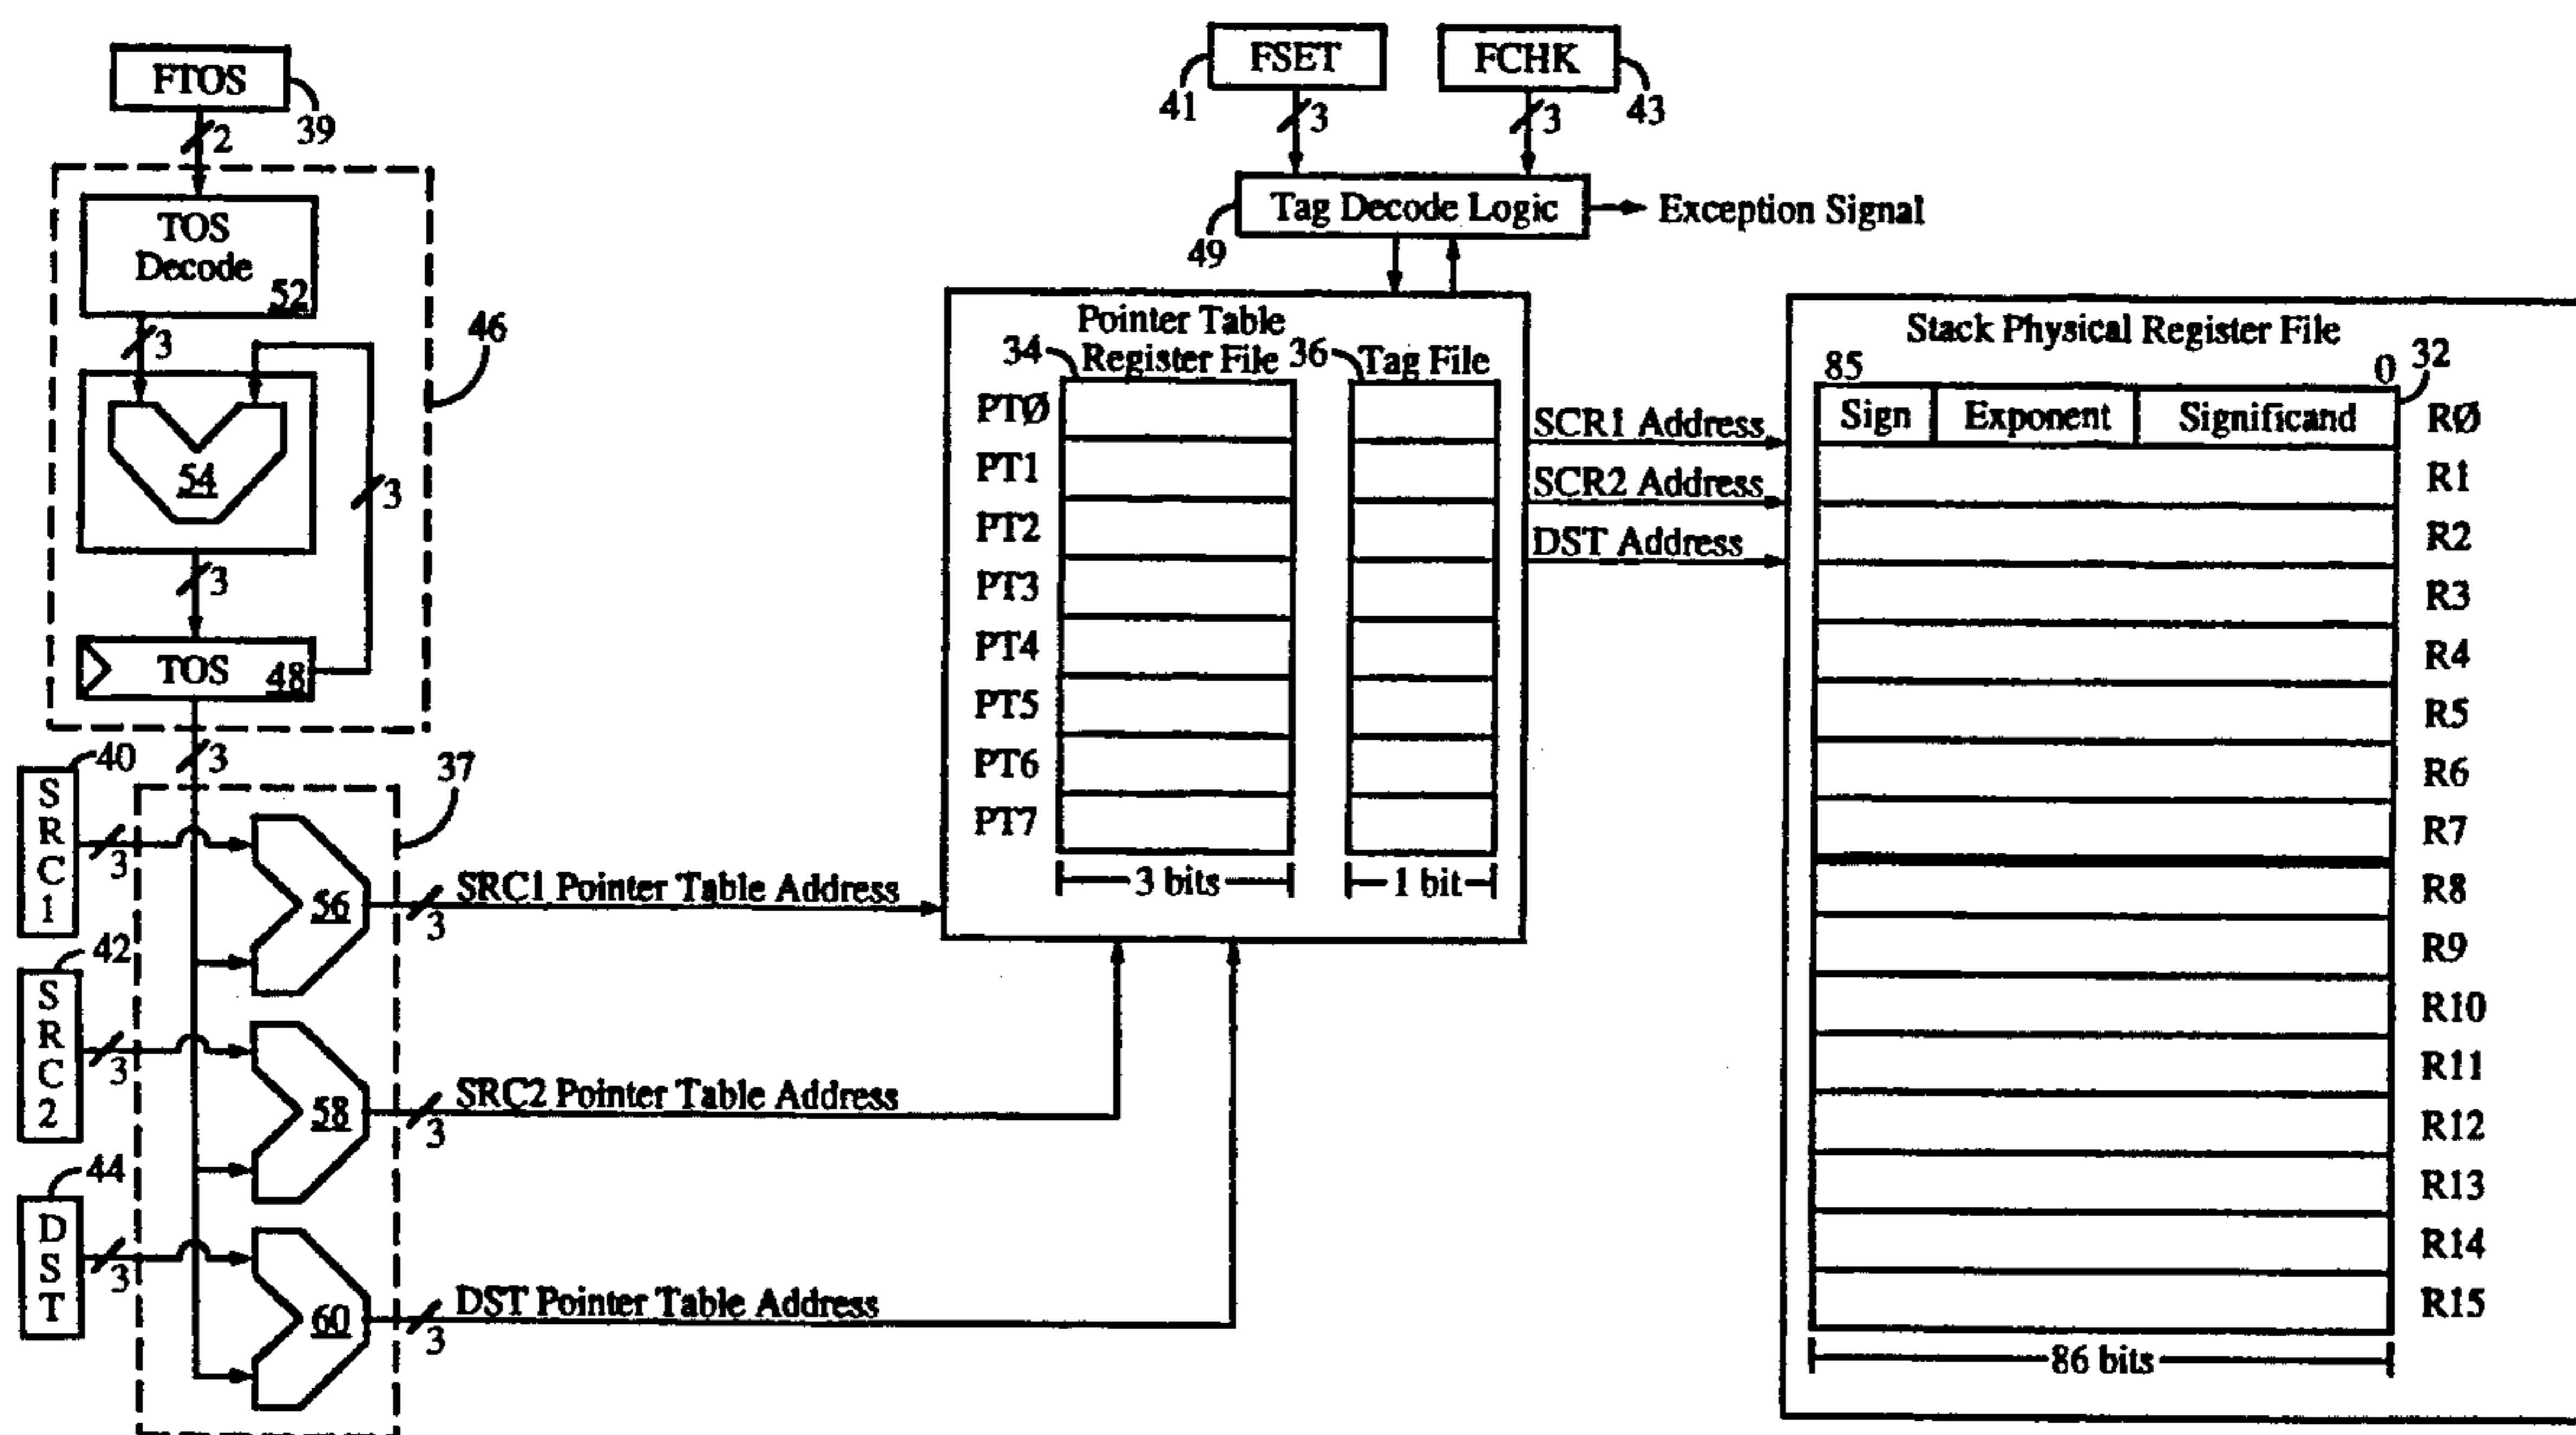 FTOS
39
2
TOS
Decode
52
3
46
54
3
3
TOS
48
3
40
SRC1
3
37
56
3
SRC1 Pointer Table Address
42
SRC2
3
58
3
SRC2 Pointer Table Address
44
DST
3
60
3
DST Pointer Table Address
FSET
41
3
FCHK
43
3
Tag Decode Logic
49
Exception Signal
Pointer Table
34 Register File
36 Tag File
PTØ
PT1
PT2
PT3
PT4
PT5
PT6
PT7
3 bits
1 bit
SCR1 Address
SCR2 Address
DST Address
Stack Physical Register File
85
0
32
Sign Exponent Significand
RØ
R1
R2
R3
R4
R5
R6
R7
R8
R9
R10
R11
R12
R13
R14
R15
86 bits